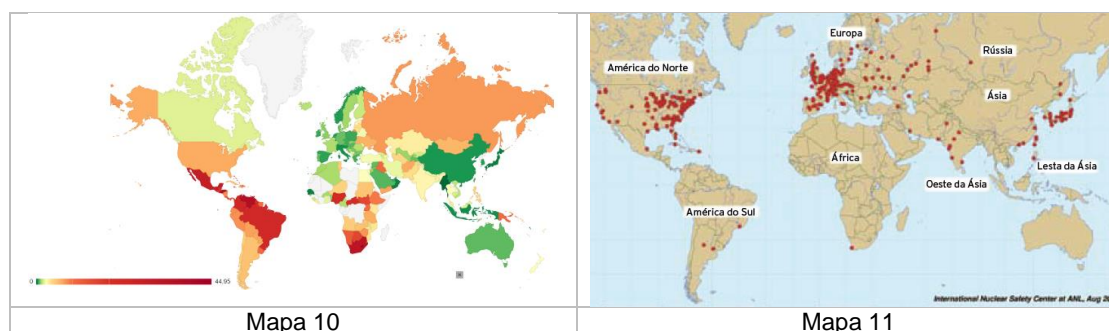 0
44.95
Mapa 10
Europa
Rússia
América do Norte
Ásia
África
Lesta da Ásia
Oeste da Ásia
América do Sul
International Nuclear Safety Center at ANL, Aug 20
Mapa 11